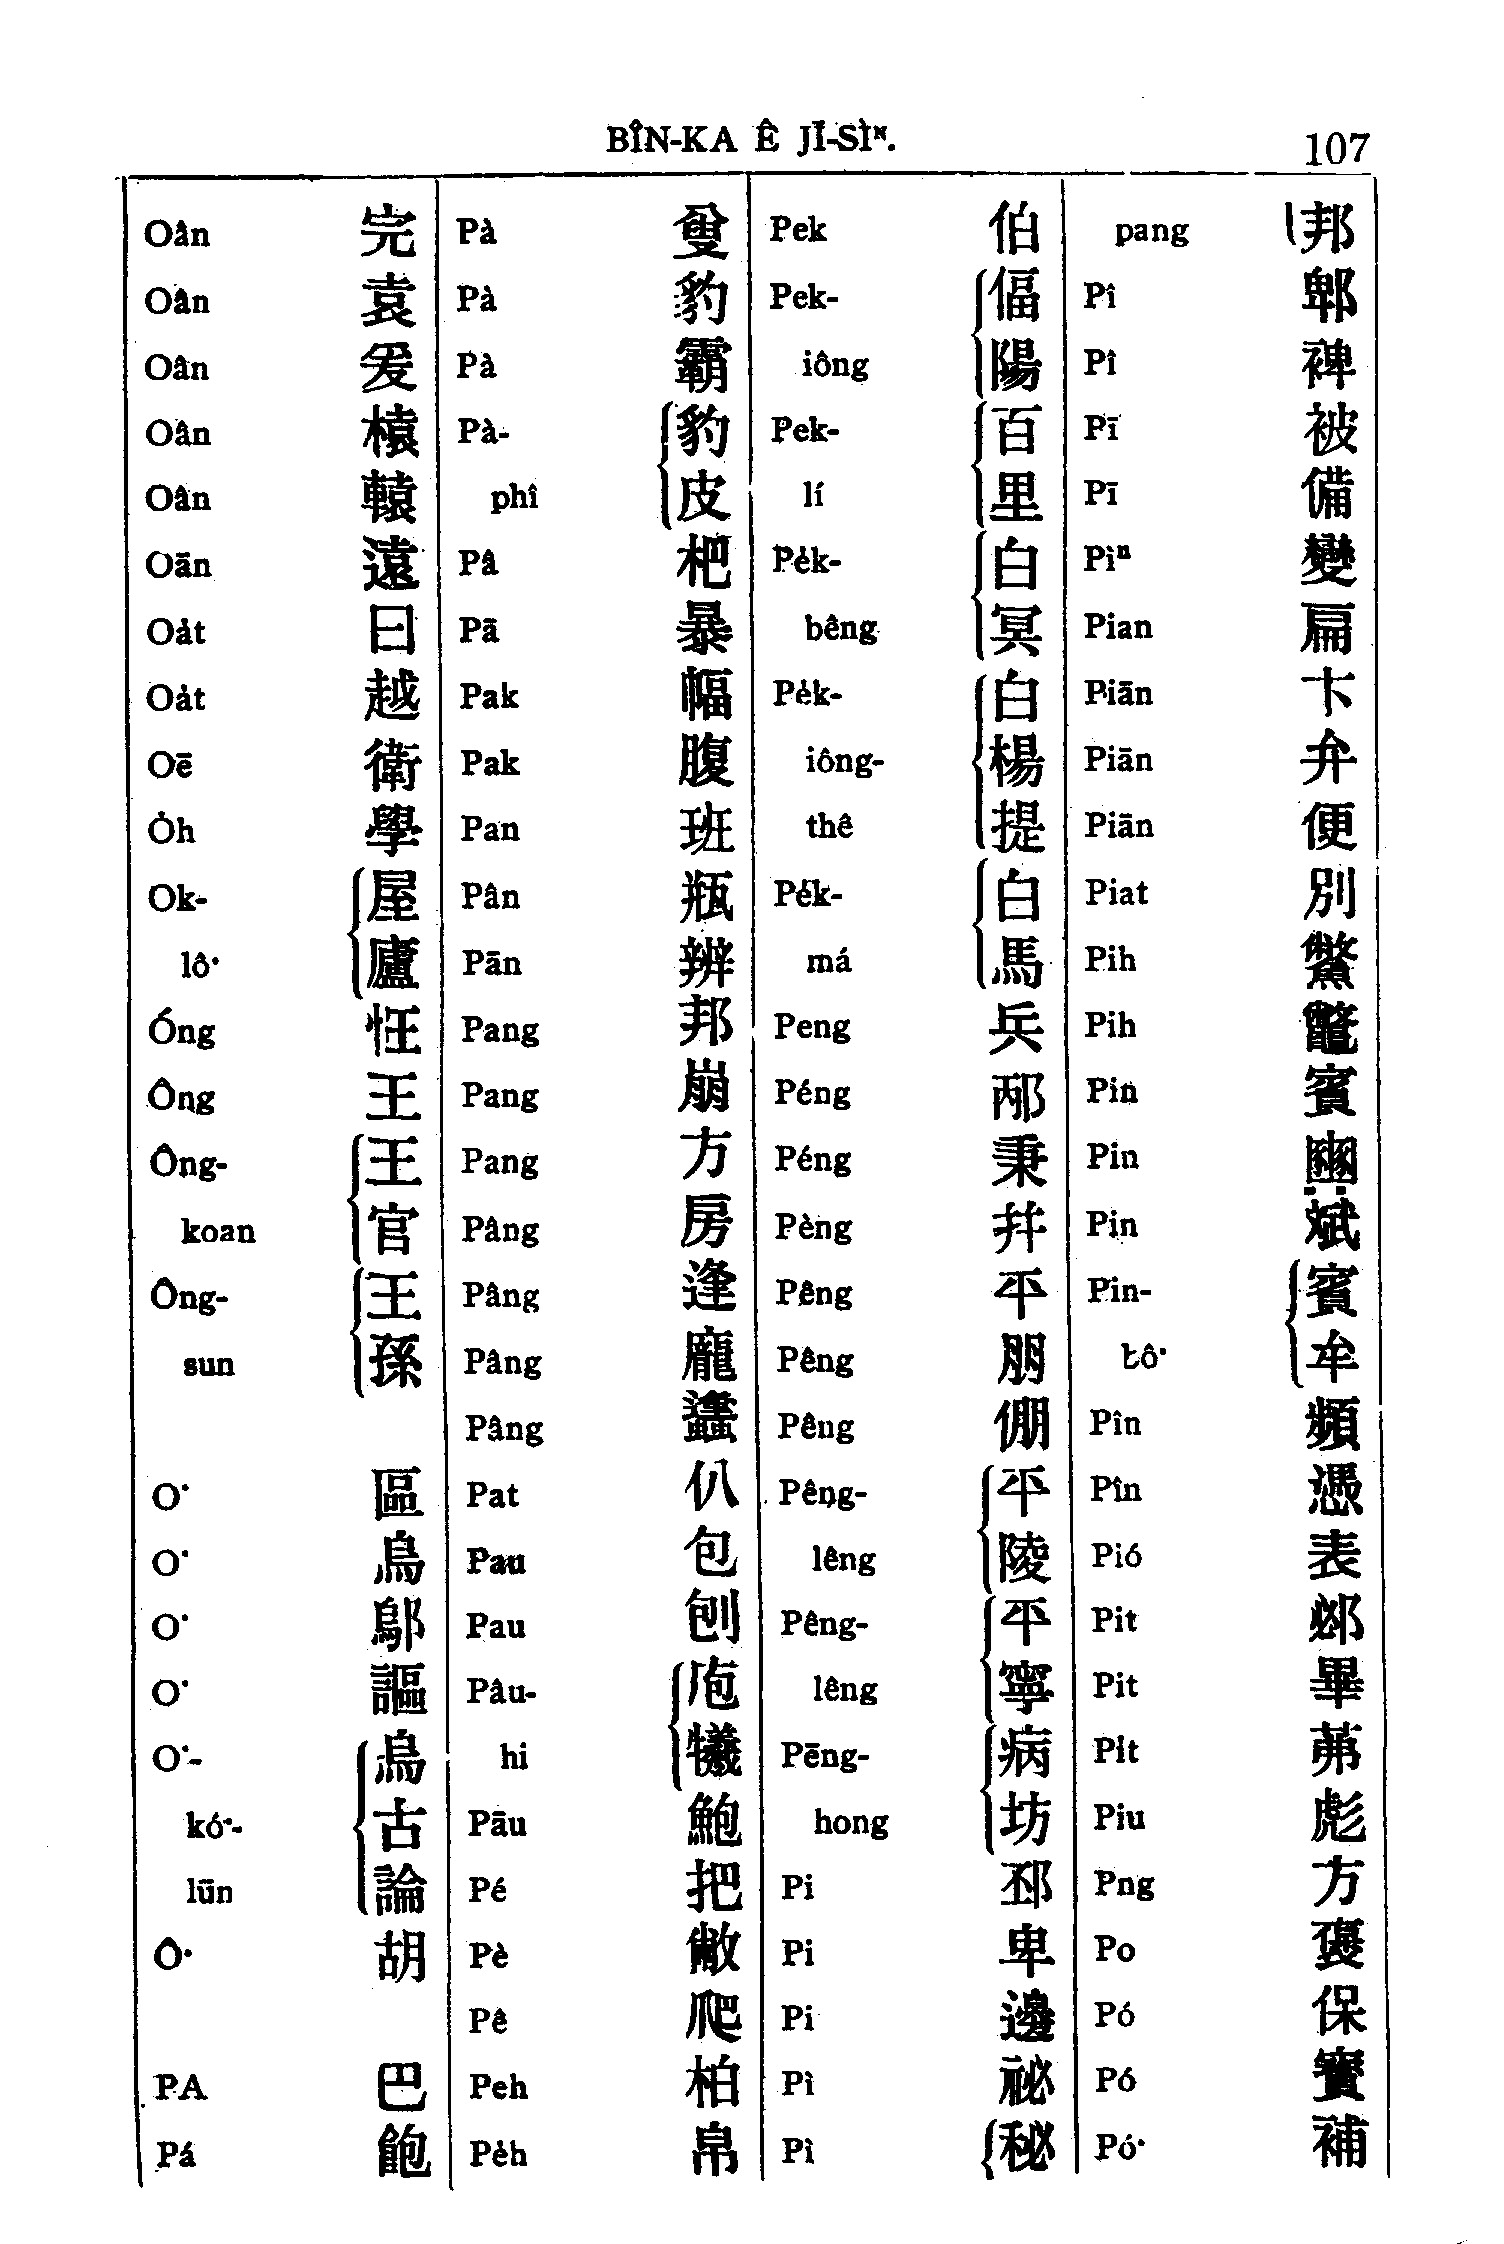 BÎN-KA Ê JĪ-SÌᴺ.
107
Oân 完
Oân 袁
Oân 爰
Oân 榬
Oân 轅
Oān 遠
Oa̍t 曰
Oa̍t 越
Oē 衛
O̍h 學
Ok- 屋
lô͘ 廬
Óng 㤮
Ông 王
Ông- 王
koan 官
Ông- 王
sun 孫
O͘ 區
O͘ 烏
O͘ 鄔
O͘ 謳
O͘- 烏
kó͘- 古
lūn 論
Ô͘ 胡
PA 巴
Pá 飽
Pà
Pà 豹
Pà 霸
Pà- 豹
phî 皮
Pâ 杷
Pā 暴
Pak 幅
Pak 腹
Pan 班
Pân 瓶
Pān 辨
Pang 邦
Pang 崩
Pang 方
Pâng 房
Pâng 逢
Pâng 龐
Pâng 蠭
Pat 仈
Pau 包
Pau 刨
Pâu- 庖
hi 犧
Pāu 鮑
Pé 把
Pè 敝
Pê 爬
Peh 柏
Pe̍h 帛
Pek 伯
Pek- 偪
iông 陽
Pek- 百
lí 里
Pe̍k- 白
bêng 冥
Pe̍k- 白
iông- 楊
thê 提
Pe̍k- 白
má 馬
Peng 兵
Péng 邴
Péng 秉
Pèng 并
Pêng 平
Pêng 朋
Pêng 倗
Pêng- 平
lêng 陵
Pêng- 平
lêng 寧
Pēng- 病
hong 坊
Pi 邳
Pi 卑
Pi 邊
Pì 祕
Pì 秘
pang 邦
Pî 郫
Pî 裨
Pī 被
Pī 備
Pìⁿ 變
Pian 扁
Piān 卞
Piān 弁
Piān 便
Piat 別
Pih 鱉
Pih 鼈
Pin 賓
Pin 豳
Pin 斌
Pin- 賓
bô͘ 牟
Pîn 頻
Pîn 憑
Pió 表
Pit 邲
Pit 畢
Pit 茀
Piu 彪
Png 方
Po 襃
Pó 保
Pó 寶
Pó͘ 補